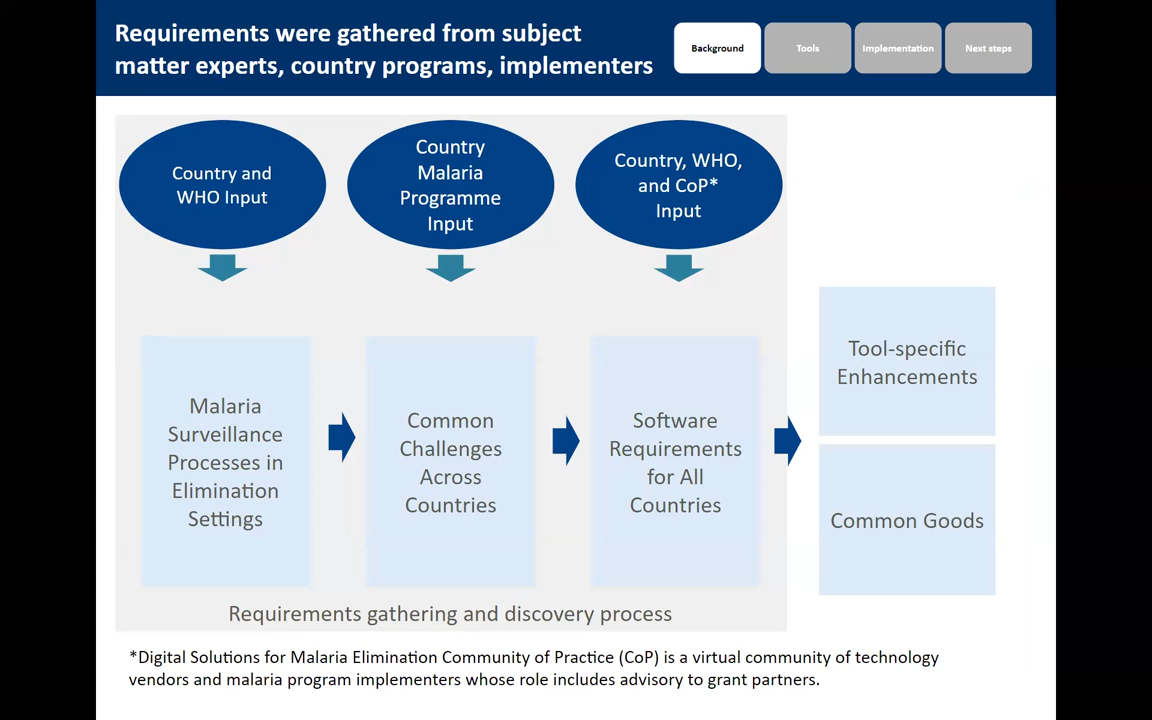 Requirements were gathered from subject
matter experts, country programs, implementers
Background
Tools
Implementation
Next steps
Country and
WHO Input
Country
Malaria
Programme
Input
Country, WHO,
and CoP*
Input
Malaria
Surveillance
Processes in
Elimination
Settings
Common
Challenges
Across
Countries
Software
Requirements
for All
Countries
Tool-specific
Enhancements
Common Goods
Requirements gathering and discovery process
*Digital Solutions for Malaria Elimination Community of Practice (CoP) is a virtual community of technology
vendors and malaria program implementers whose role includes advisory to grant partners.